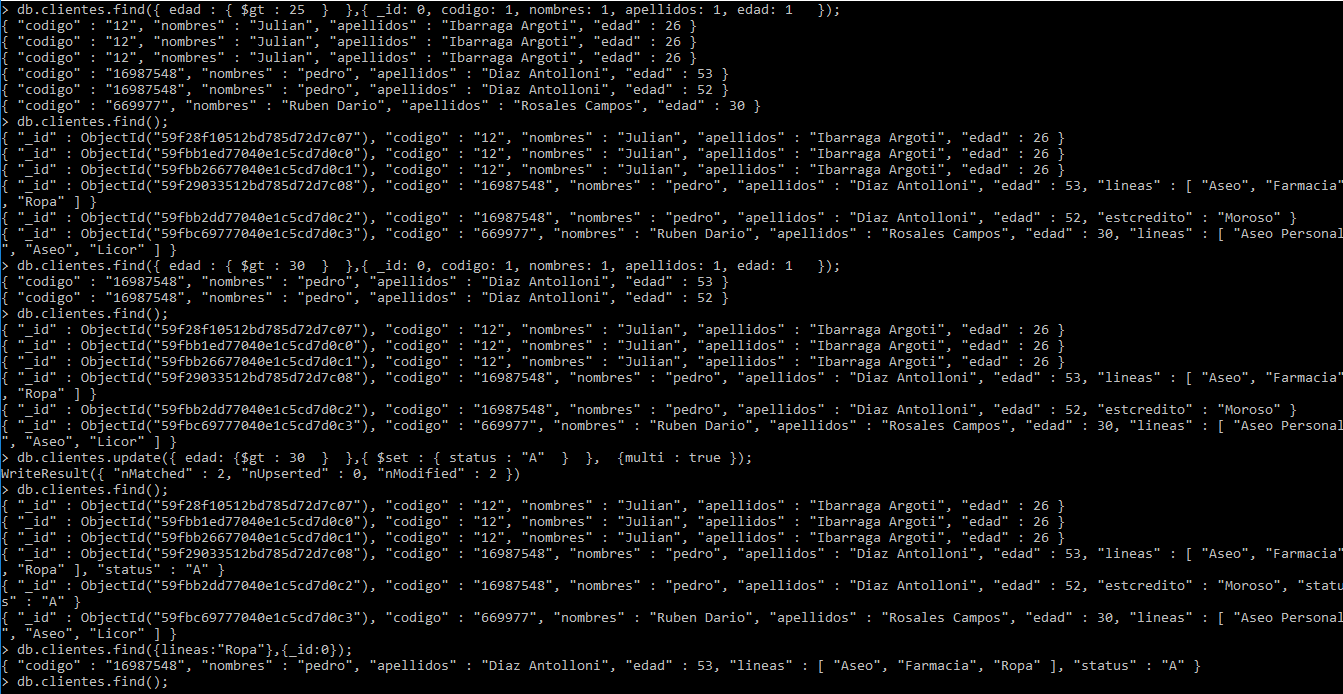 > db.clientes.find({ edad : { $gt : 25  }  },{ _id: 0, codigo: 1, nombres: 1, apellidos: 1, edad: 1   });
{ "codigo" : "12", "nombres" : "Julian", "apellidos" : "Ibarraga Argoti", "edad" : 26 }
{ "codigo" : "12", "nombres" : "Julian", "apellidos" : "Ibarraga Argoti", "edad" : 26 }
{ "codigo" : "12", "nombres" : "Julian", "apellidos" : "Ibarraga Argoti", "edad" : 26 }
{ "codigo" : "16987548", "nombres" : "pedro", "apellidos" : "Diaz Antolloni", "edad" : 53 }
{ "codigo" : "16987548", "nombres" : "pedro", "apellidos" : "Diaz Antolloni", "edad" : 52 }
{ "codigo" : "669977", "nombres" : "Ruben Dario", "apellidos" : "Rosales Campos", "edad" : 30 }
> db.clientes.find();
{ "_id" : ObjectId("59f28f10512bd785d72d7c07"), "codigo" : "12", "nombres" : "Julian", "apellidos" : "Ibarraga Argoti", "edad" : 26 }
{ "_id" : ObjectId("59fbb1ed77040e1c5cd7d0c0"), "codigo" : "12", "nombres" : "Julian", "apellidos" : "Ibarraga Argoti", "edad" : 26 }
{ "_id" : ObjectId("59fbb26677040e1c5cd7d0c1"), "codigo" : "12", "nombres" : "Julian", "apellidos" : "Ibarraga Argoti", "edad" : 26 }
{ "_id" : ObjectId("59f29033512bd785d72d7c08"), "codigo" : "16987548", "nombres" : "pedro", "apellidos" : "Diaz Antolloni", "edad" : 53, "lineas" : [ "Aseo", "Farmacia"
, "Ropa" ] }
{ "_id" : ObjectId("59fbb2dd77040e1c5cd7d0c2"), "codigo" : "16987548", "nombres" : "pedro", "apellidos" : "Diaz Antolloni", "edad" : 52, "estcredito" : "Moroso" }
{ "_id" : ObjectId("59fbc69777040e1c5cd7d0c3"), "codigo" : "669977", "nombres" : "Ruben Dario", "apellidos" : "Rosales Campos", "edad" : 30, "lineas" : [ "Aseo Personal
", "Aseo", "Licor" ] }
> db.clientes.find({ edad : { $gt : 30  }  },{ _id: 0, codigo: 1, nombres: 1, apellidos: 1, edad: 1   });
{ "codigo" : "16987548", "nombres" : "pedro", "apellidos" : "Diaz Antolloni", "edad" : 53 }
{ "codigo" : "16987548", "nombres" : "pedro", "apellidos" : "Diaz Antolloni", "edad" : 52 }
> db.clientes.find();
{ "_id" : ObjectId("59f28f10512bd785d72d7c07"), "codigo" : "12", "nombres" : "Julian", "apellidos" : "Ibarraga Argoti", "edad" : 26 }
{ "_id" : ObjectId("59fbb1ed77040e1c5cd7d0c0"), "codigo" : "12", "nombres" : "Julian", "apellidos" : "Ibarraga Argoti", "edad" : 26 }
{ "_id" : ObjectId("59fbb26677040e1c5cd7d0c1"), "codigo" : "12", "nombres" : "Julian", "apellidos" : "Ibarraga Argoti", "edad" : 26 }
{ "_id" : ObjectId("59f29033512bd785d72d7c08"), "codigo" : "16987548", "nombres" : "pedro", "apellidos" : "Diaz Antolloni", "edad" : 53, "lineas" : [ "Aseo", "Farmacia"
, "Ropa" ] }
{ "_id" : ObjectId("59fbb2dd77040e1c5cd7d0c2"), "codigo" : "16987548", "nombres" : "pedro", "apellidos" : "Diaz Antolloni", "edad" : 52, "estcredito" : "Moroso" }
{ "_id" : ObjectId("59fbc69777040e1c5cd7d0c3"), "codigo" : "669977", "nombres" : "Ruben Dario", "apellidos" : "Rosales Campos", "edad" : 30, "lineas" : [ "Aseo Personal
", "Aseo", "Licor" ] }
> db.clientes.update({ edad: {$gt : 30  }  },{ $set : { status : "A"  }  },  {multi : true });
WriteResult({ "nMatched" : 2, "nUpserted" : 0, "nModified" : 2 })
> db.clientes.find();
{ "_id" : ObjectId("59f28f10512bd785d72d7c07"), "codigo" : "12", "nombres" : "Julian", "apellidos" : "Ibarraga Argoti", "edad" : 26 }
{ "_id" : ObjectId("59fbb1ed77040e1c5cd7d0c0"), "codigo" : "12", "nombres" : "Julian", "apellidos" : "Ibarraga Argoti", "edad" : 26 }
{ "_id" : ObjectId("59fbb26677040e1c5cd7d0c1"), "codigo" : "12", "nombres" : "Julian", "apellidos" : "Ibarraga Argoti", "edad" : 26 }
{ "_id" : ObjectId("59f29033512bd785d72d7c08"), "codigo" : "16987548", "nombres" : "pedro", "apellidos" : "Diaz Antolloni", "edad" : 53, "lineas" : [ "Aseo", "Farmacia"
, "Ropa" ], "status" : "A" }
{ "_id" : ObjectId("59fbb2dd77040e1c5cd7d0c2"), "codigo" : "16987548", "nombres" : "pedro", "apellidos" : "Diaz Antolloni", "edad" : 52, "estcredito" : "Moroso", "statu
s" : "A" }
{ "_id" : ObjectId("59fbc69777040e1c5cd7d0c3"), "codigo" : "669977", "nombres" : "Ruben Dario", "apellidos" : "Rosales Campos", "edad" : 30, "lineas" : [ "Aseo Personal
", "Aseo", "Licor" ] }
> db.clientes.find({lineas:"Ropa"},{_id:0});
{ "codigo" : "16987548", "nombres" : "pedro", "apellidos" : "Diaz Antolloni", "edad" : 53, "lineas" : [ "Aseo", "Farmacia", "Ropa" ], "status" : "A" }
> db.clientes.find();